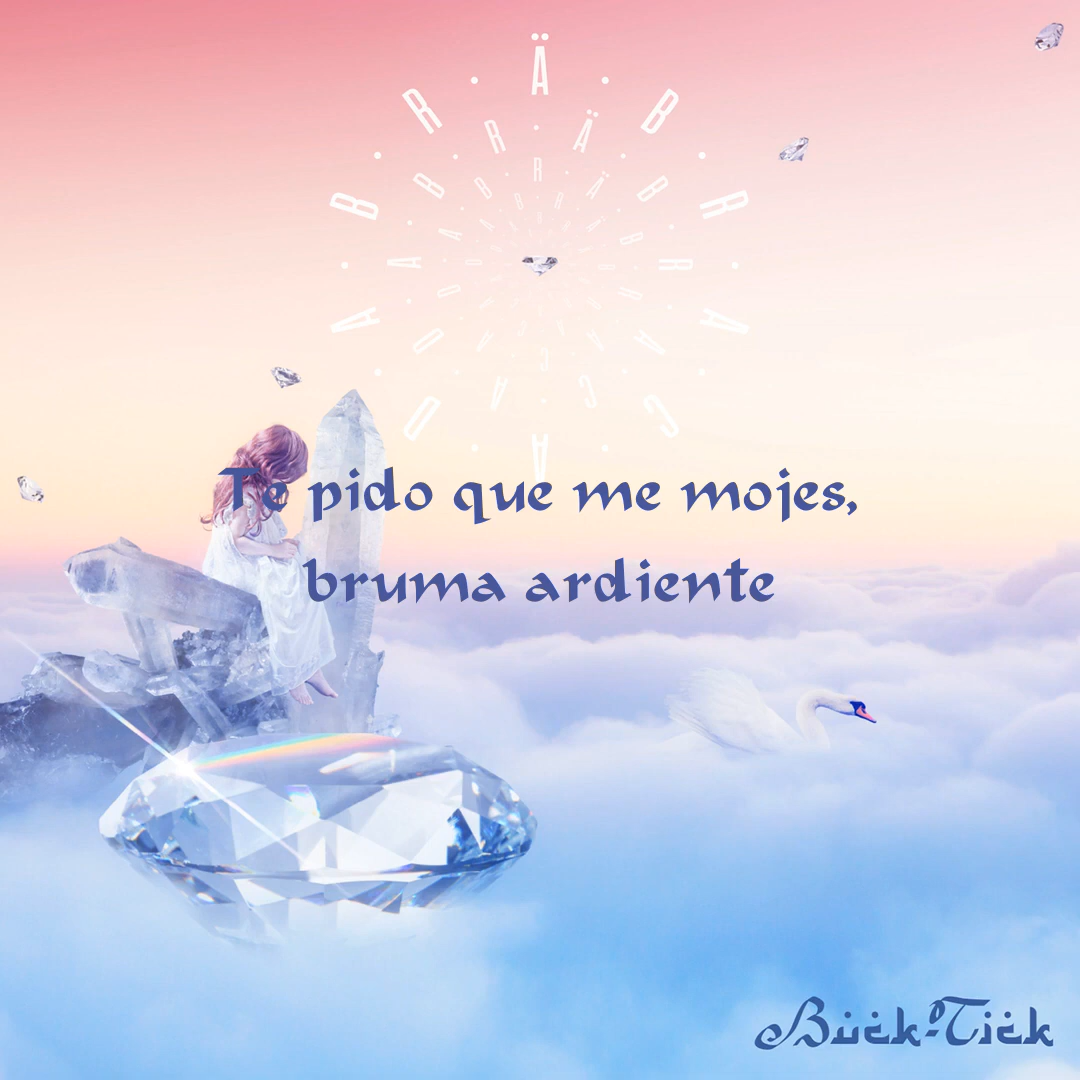 Ä·B·R·A·C·A·D·A·B·R
Ä·B·R·A·C·A·D·A·B·R
Te pido que me mojes,
bruma ardiente
Buck-Tick